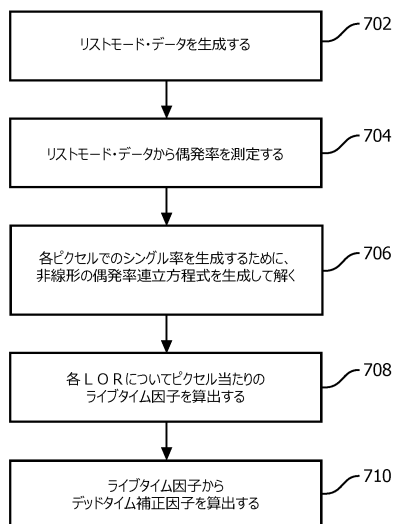 702
リストモード・データを生成する
704
リストモード・データから偶発率を測定する
706
各ピクセルでのシングル率を生成するために、
非線形の偶発率連立方程式を生成して解く
708
各ＬＯＲについてピクセル当たりの
ライブタイム因子を算出する
710
ライブタイム因子から
デッドタイム補正因子を算出する